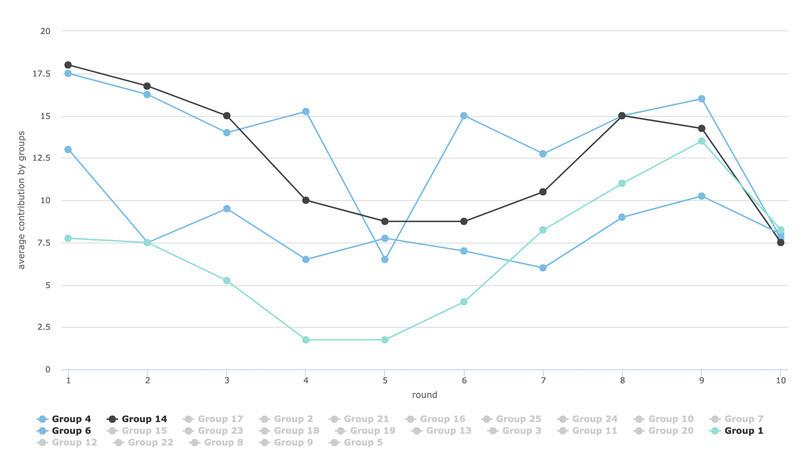 20
17.5
15
12.5
10
7.5
5
2.5
0
average contribution by groups
1 2 3 4 5 6 7 8 9 10
round
Group 4 Group 14 Group 17 Group 2 Group 21 Group 16 Group 25 Group 24 Group 10 Group 7
Group 6 Group 15 Group 23 Group 18 Group 19 Group 13 Group 3 Group 11 Group 20 Group 1
Group 12 Group 22 Group 8 Group 9 Group 5